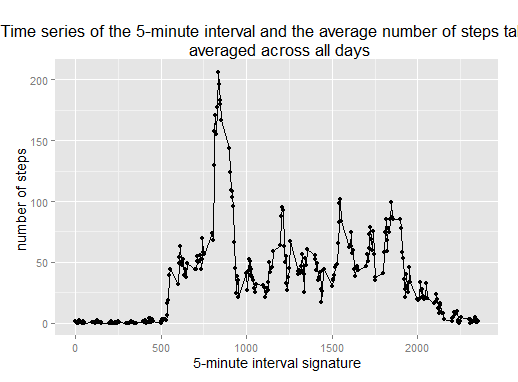 Time series of the 5-minute interval and the average number of steps ta
averaged across all days
200
150
100
50
0
number of steps
0 500 1000 1500 2000
5-minute interval signature